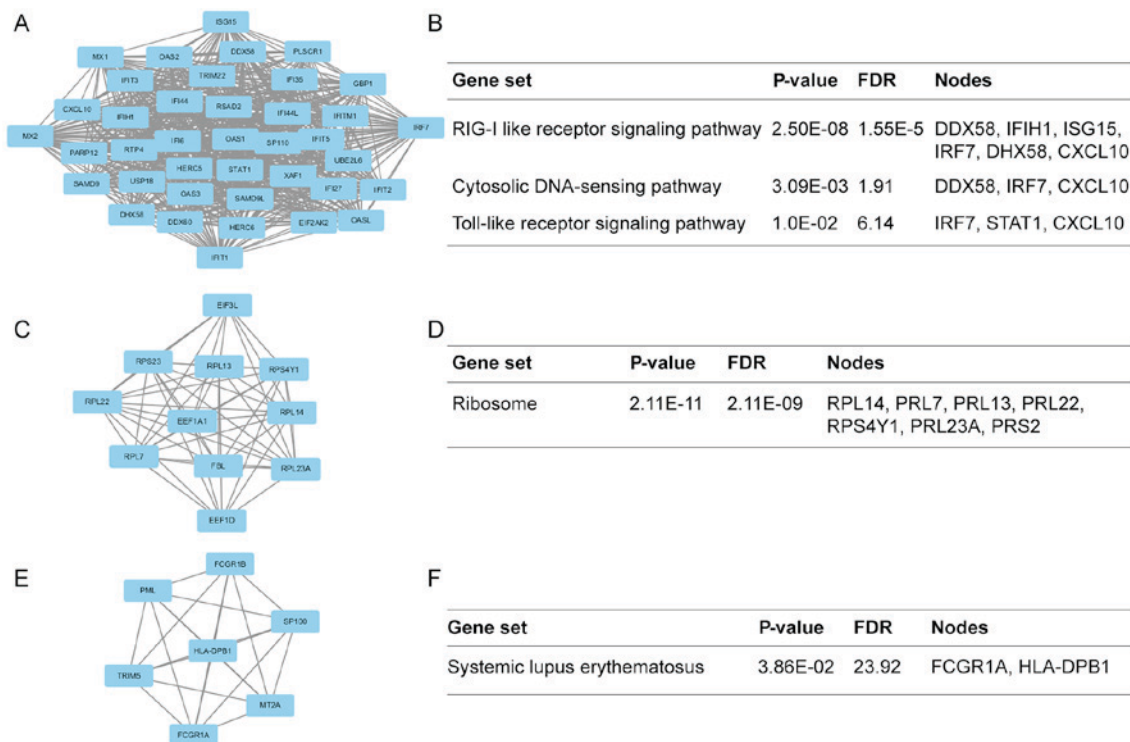 A
ISG15
MX1
OAS2
DDX58
PLSCR1
IFIT3
TRIM22
IFI35
GBP1
CXCL10
IFI44
RSAD2
IFIH1
IFI44L
IFITM1
MX2
IRF7
IFI6
OAS1
SP110
IFIT5
PARP12
RTP4
UBE2L6
HERC5
STAT1
XAF1
SAMD9
USP18
IFI27
IFIT2
OAS3
SAMD9L
DHX58
DDX60
HERC6
EIF2AK2
OASL
IFIT1
B
Gene set P-value FDR Nodes
RIG-I like receptor signaling pathway 2.50E-08 1.55E-5 DDX58, IFIH1, ISG15,
IRF7, DHX58, CXCL10
Cytosolic DNA-sensing pathway 3.09E-03 1.91 DDX58, IRF7, CXCL10
Toll-like receptor signaling pathway 1.0E-02 6.14 IRF7, STAT1, CXCL10
C
EIF3L
RPS23
RPL13
RPS4Y1
RPL22
RPL14
EEF1A1
RPL7
FBL
RPL23A
EEF1D
D
Gene set P-value FDR Nodes
Ribosome 2.11E-11 2.11E-09 RPL14, PRL7, PRL13, PRL22,
RPS4Y1, PRL23A, PRS2
E
FCGR1B
PML
SP100
HLA-DPB1
TRIM5
MT2A
FCGR1A
F
Gene set P-value FDR Nodes
Systemic lupus erythematosus 3.86E-02 23.92 FCGR1A, HLA-DPB1